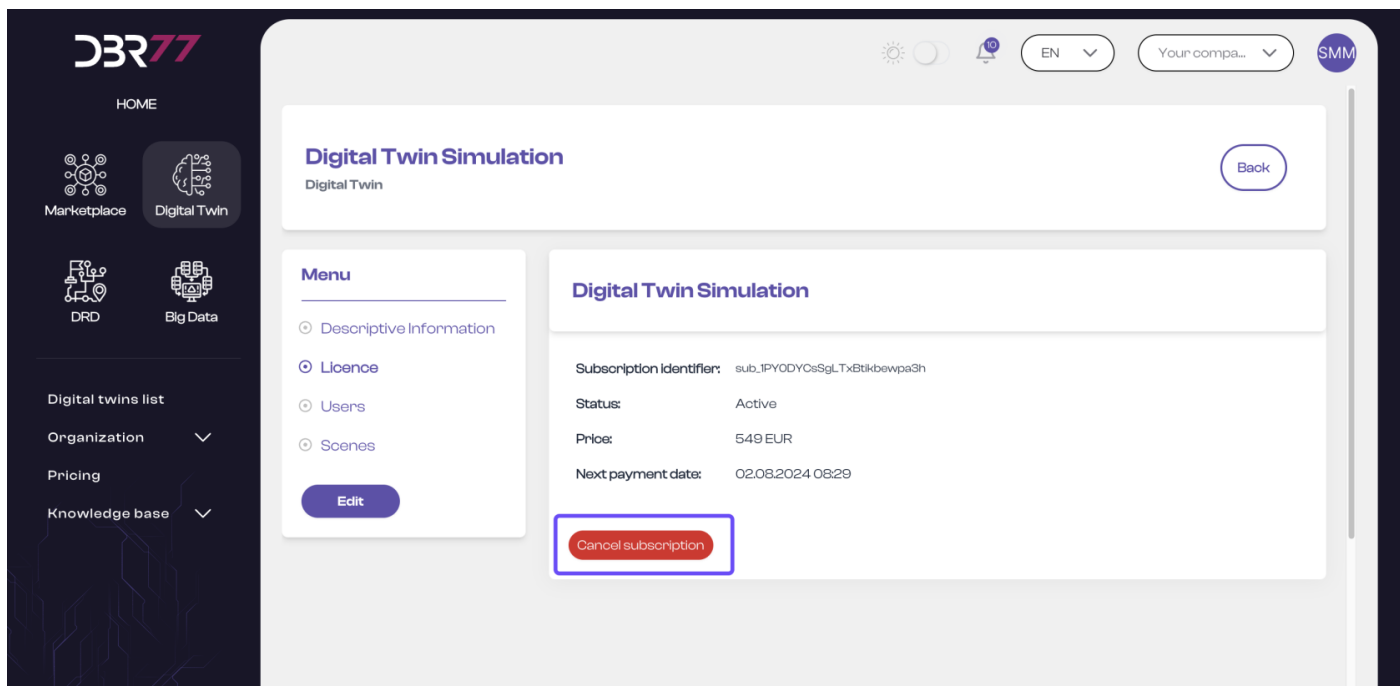 DBR77
10
EN
Your compa...
SMM
HOME
Marketplace
Digital Twin
DRD
Big Data
Digital twins list
Organization
Pricing
Knowledge base
Digital Twin Simulation
Digital Twin
Back
Menu
Descriptive Information
Licence
Users
Scenes
Edit
Digital Twin Simulation
Subscription identifier: sub_1PY0DYCsSgLTxBtikbewpa3h
Status: Active
Price: 549 EUR
Next payment date: 02.08.2024 08:29
Cancel subscription